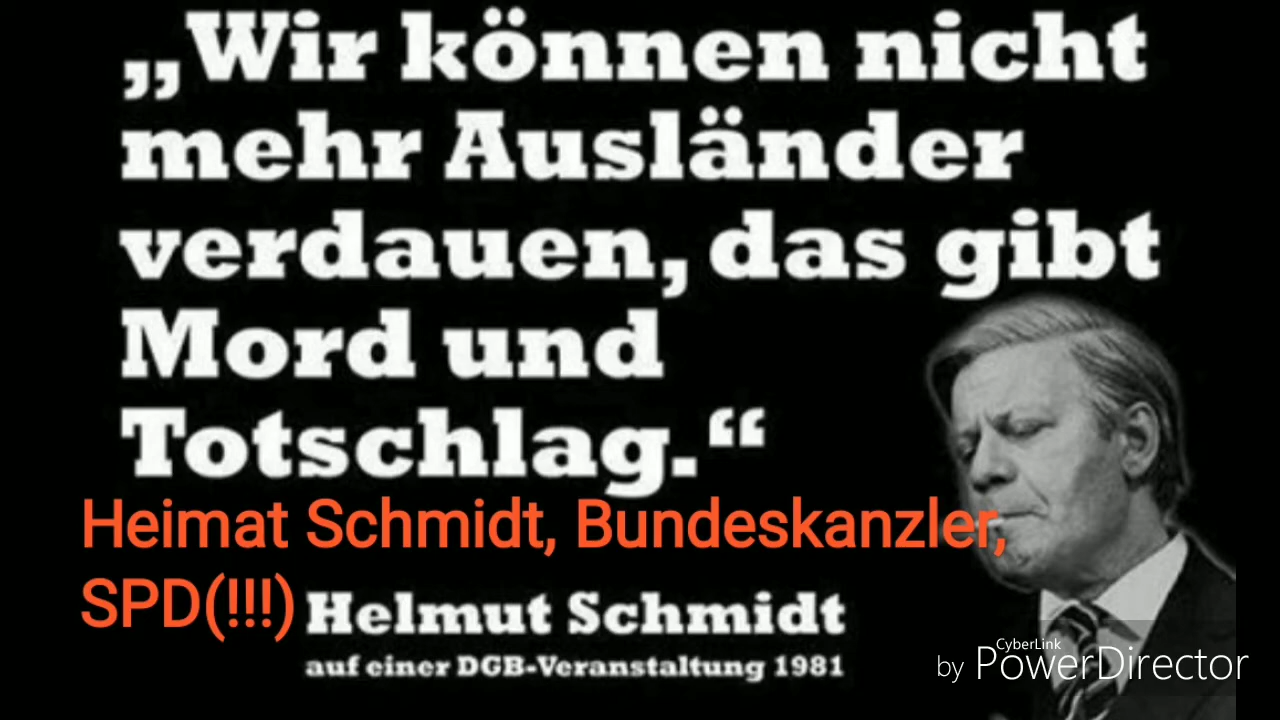 „Wir können nicht
mehr Ausländer
verdauen, das gibt
Mord und
Totschlag.“
Heimat Schmidt, Bundeskanzler,
SPD(!!!)
Helmut Schmidt
auf einer DGB-Veranstaltung 1981
CyberLink
by PowerDirector